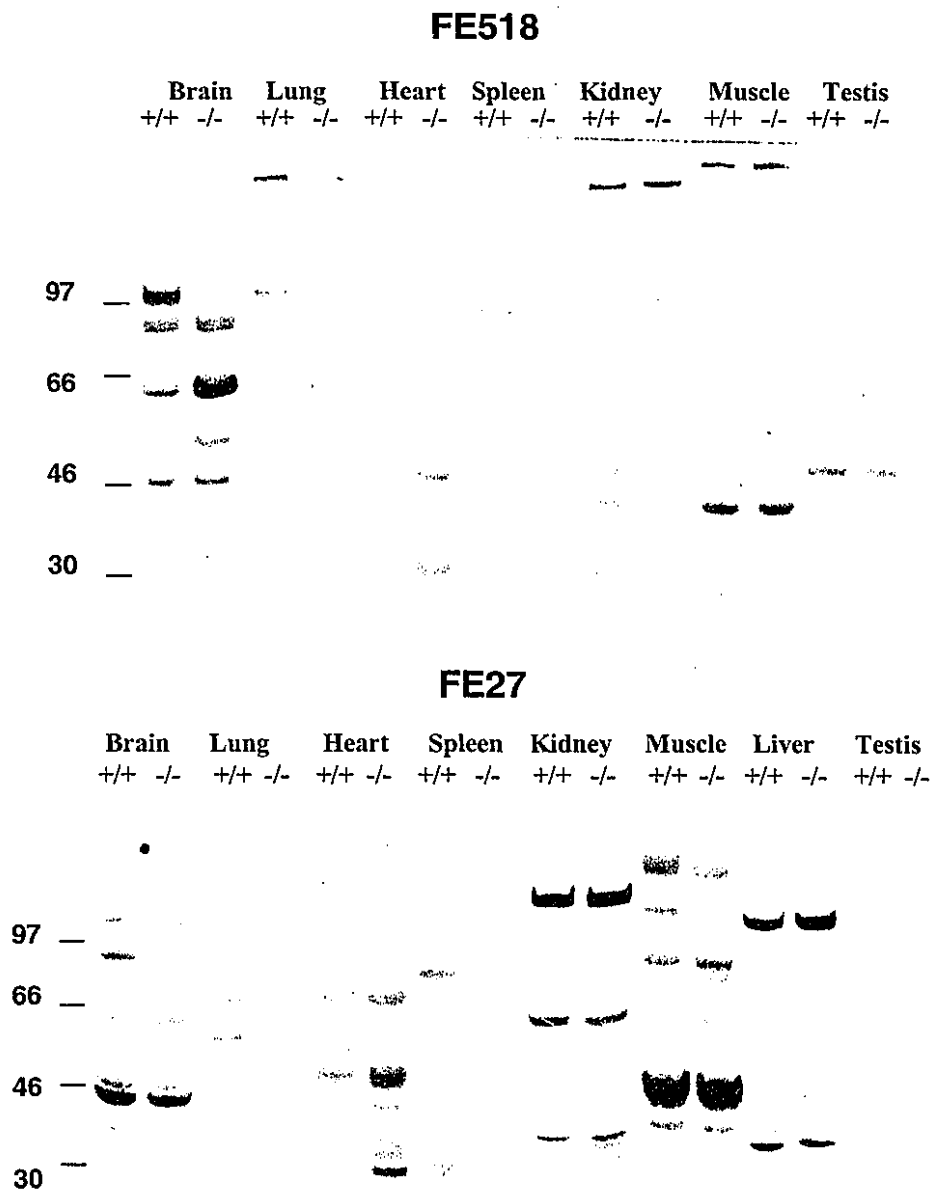 FE518
Brain Lung Heart Spleen Kidney Muscle Testis
+/+ -/- +/+ -/- +/+ -/- +/+ -/- +/+ -/- +/+ -/- +/+ -/-
97
66
46
30
FE27
Brain Lung Heart Spleen Kidney Muscle Liver Testis
+/+ -/- +/+ -/- +/+ -/- +/+ -/- +/+ -/- +/+ -/- +/+ -/- +/+ -/-
97
66
46
30